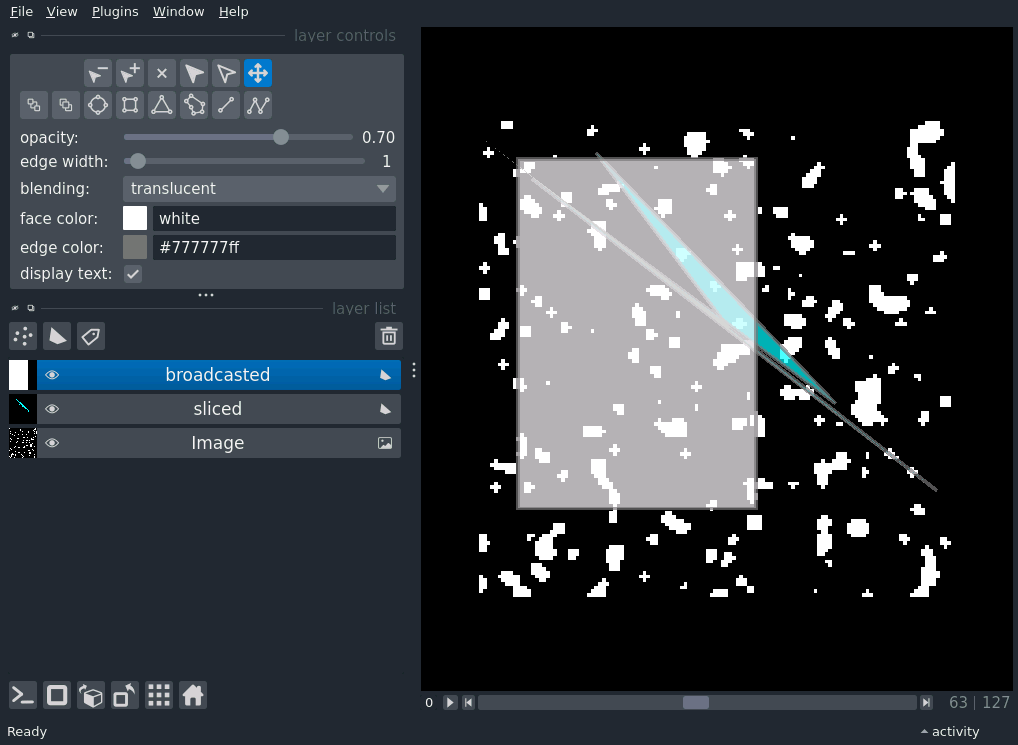 File View Plugins Window Help
layer controls
opacity: 0.70
edge width: 1
blending: translucent
face color: white
edge color: #777777ff
display text:
layer list
broadcasted
sliced
Image
0 63 | 127
Ready activity